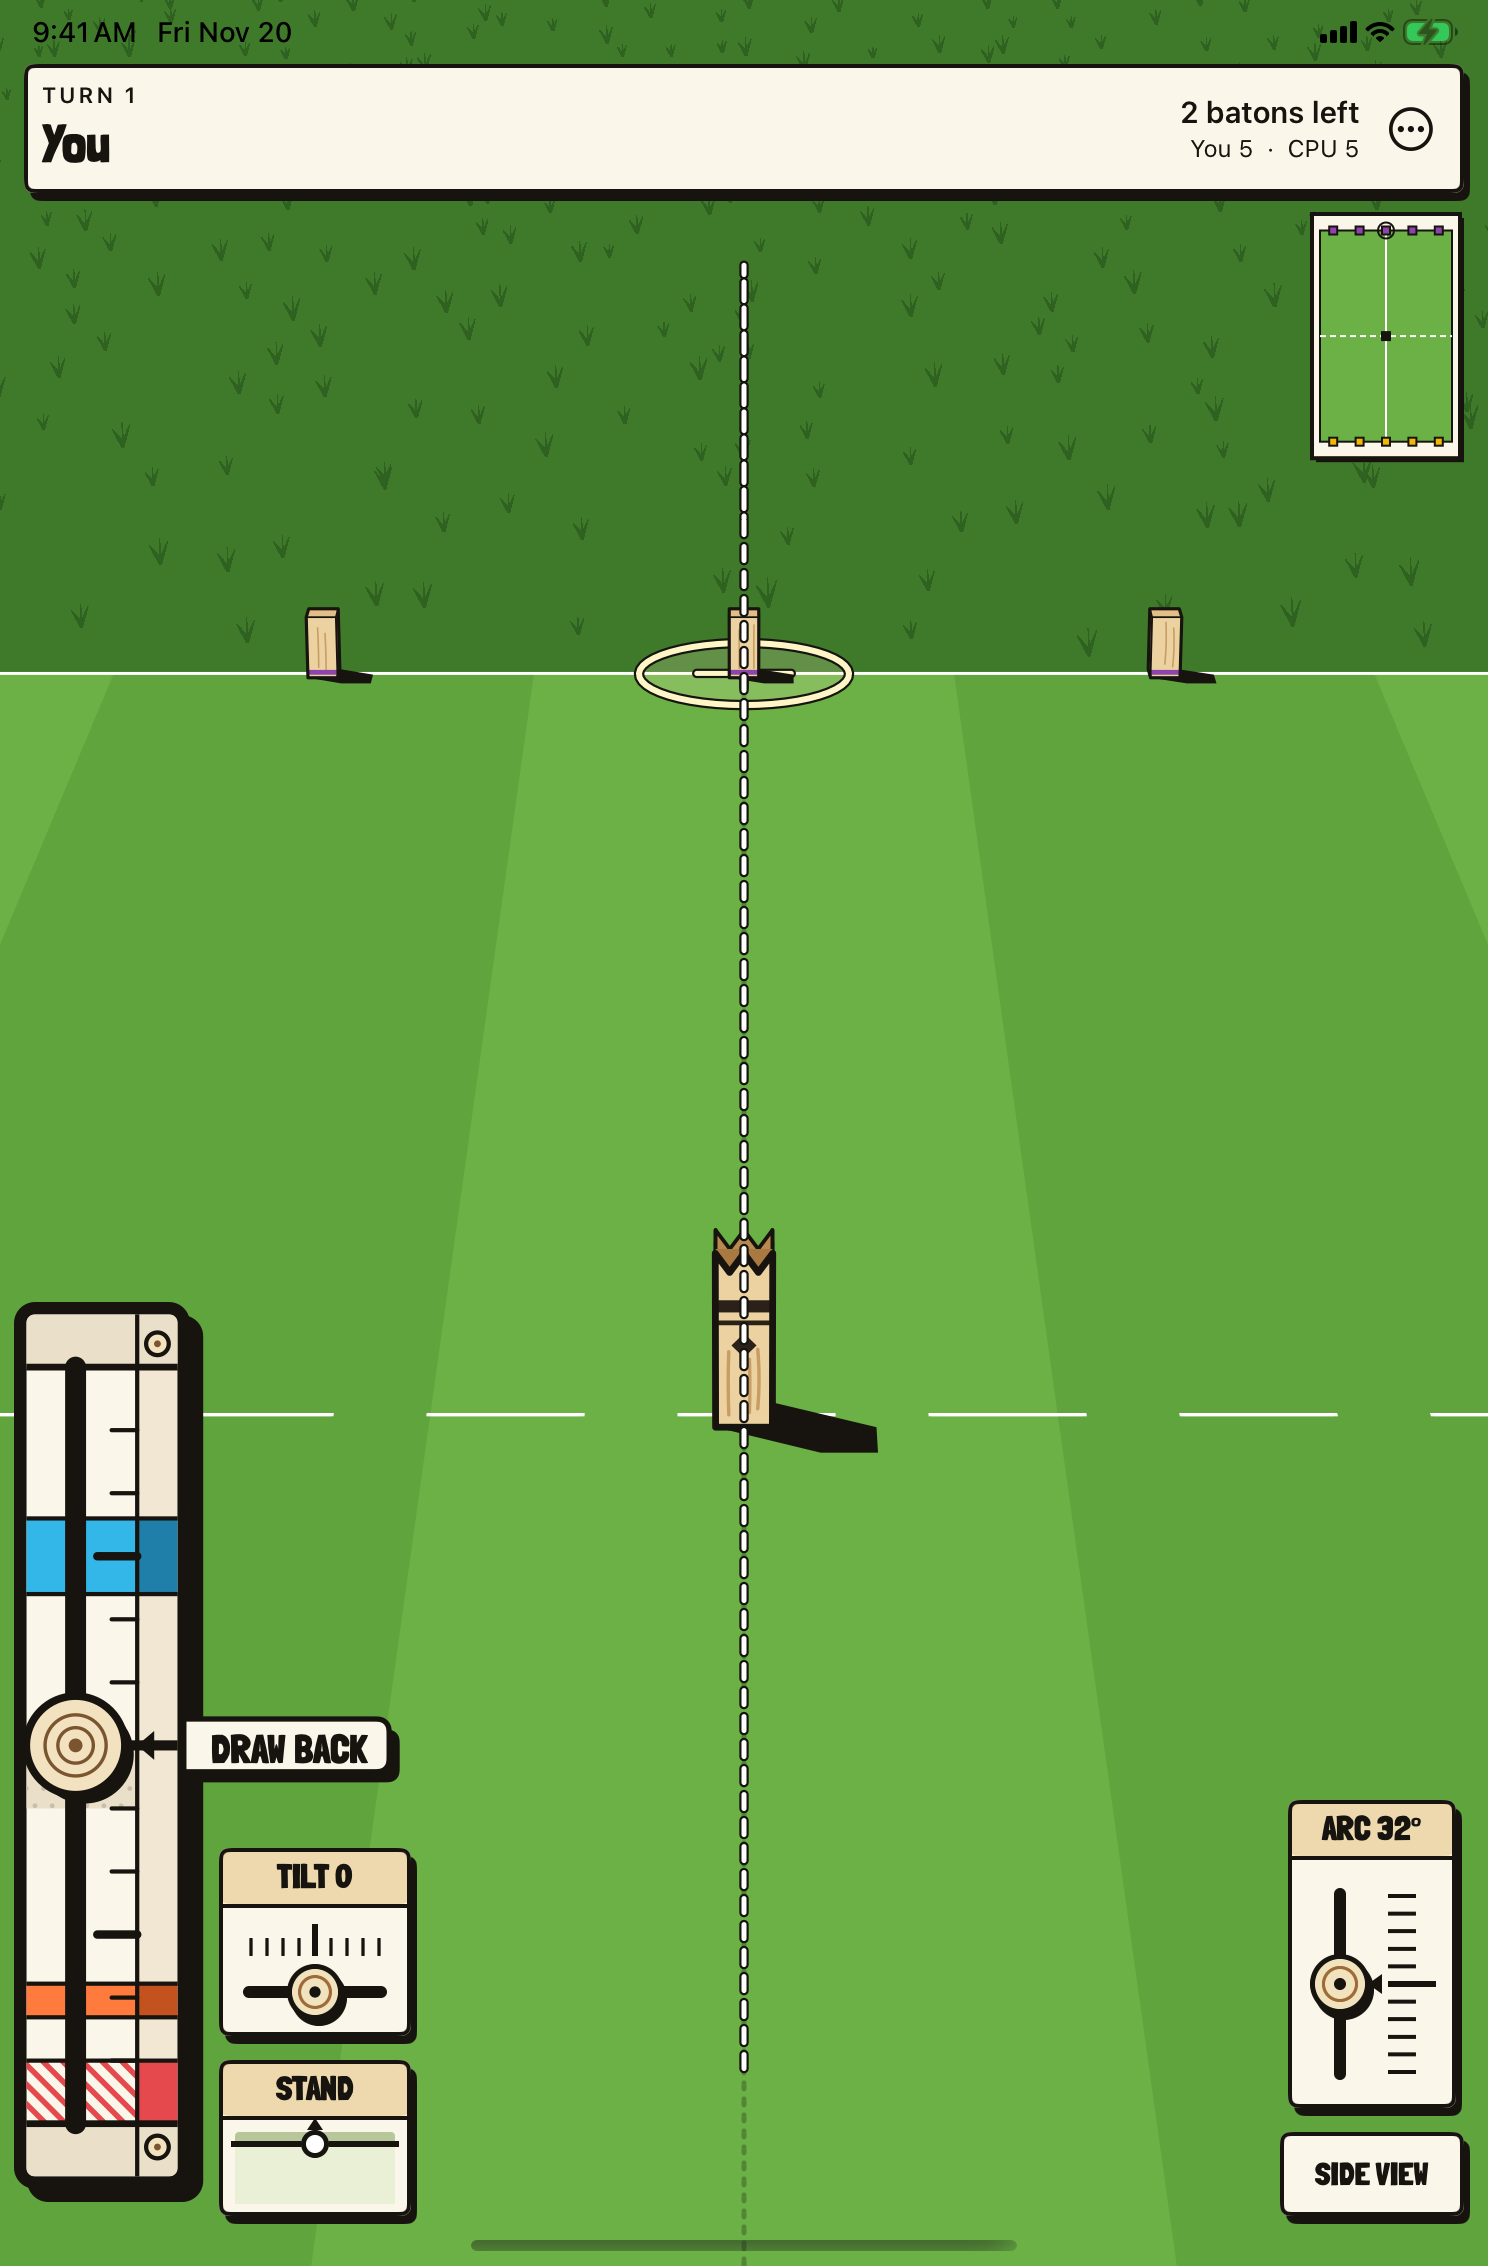 9:41 AM Fri Nov 20
TURN 1
You
2 batons left
You 5 · CPU 5
DRAW BACK
TILT 0
STAND
ARC 32°
SIDE VIEW